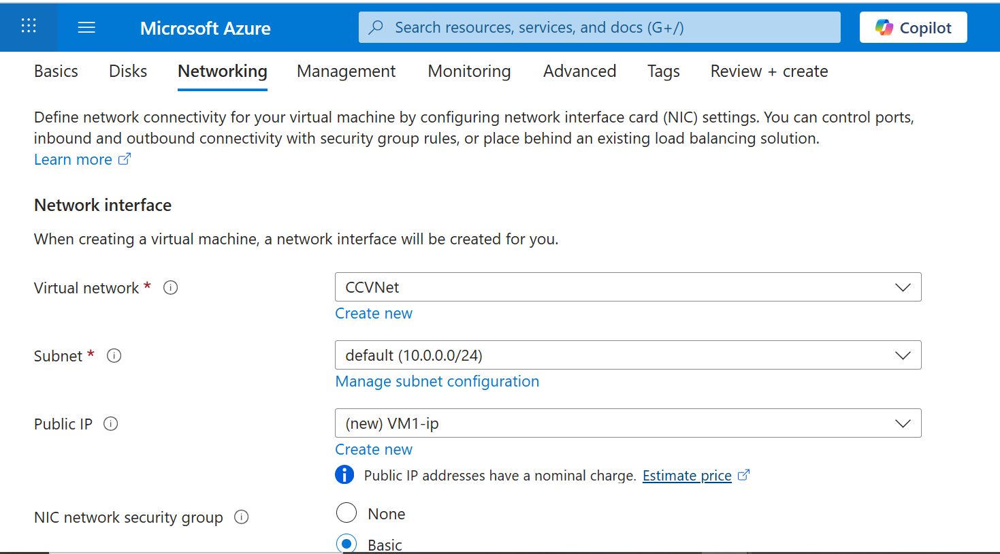 Microsoft Azure
Search resources, services, and docs (G+/)
Copilot
Basics Disks Networking Management Monitoring Advanced Tags Review + create
Define network connectivity for your virtual machine by configuring network interface card (NIC) settings. You can control ports,
inbound and outbound connectivity with security group rules, or place behind an existing load balancing solution.
Learn more
Network interface
When creating a virtual machine, a network interface will be created for you.
Virtual network *
CCVNet
Create new
Subnet *
default (10.0.0.0/24)
Manage subnet configuration
Public IP
(new) VM1-ip
Create new
Public IP addresses have a nominal charge. Estimate price
NIC network security group
None
Basic